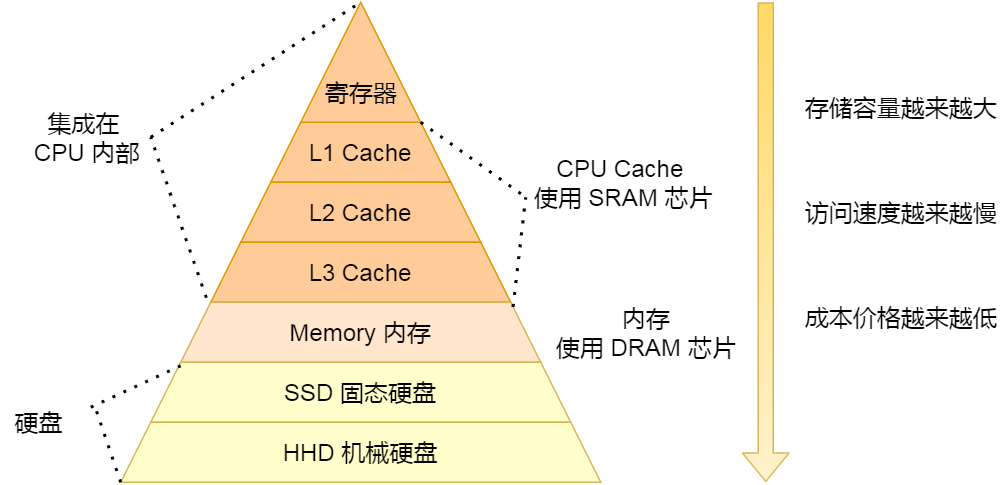 寄存器
L1 Cache
L2 Cache
L3 Cache
Memory 内存
SSD 固态硬盘
HHD 机械硬盘
集成在
CPU 内部
硬盘
CPU Cache
使用 SRAM 芯片
内存
使用 DRAM 芯片
存储容量越来越大
访问速度越来越慢
成本价格越来越低